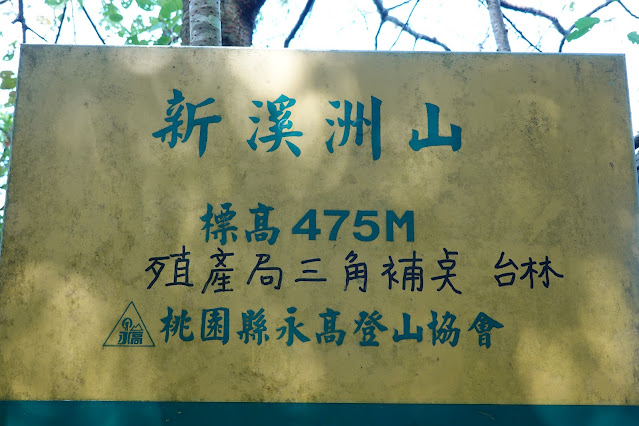 新溪洲山
標高475M
殖產局三角補点 台林
永高 桃園縣永高登山協會